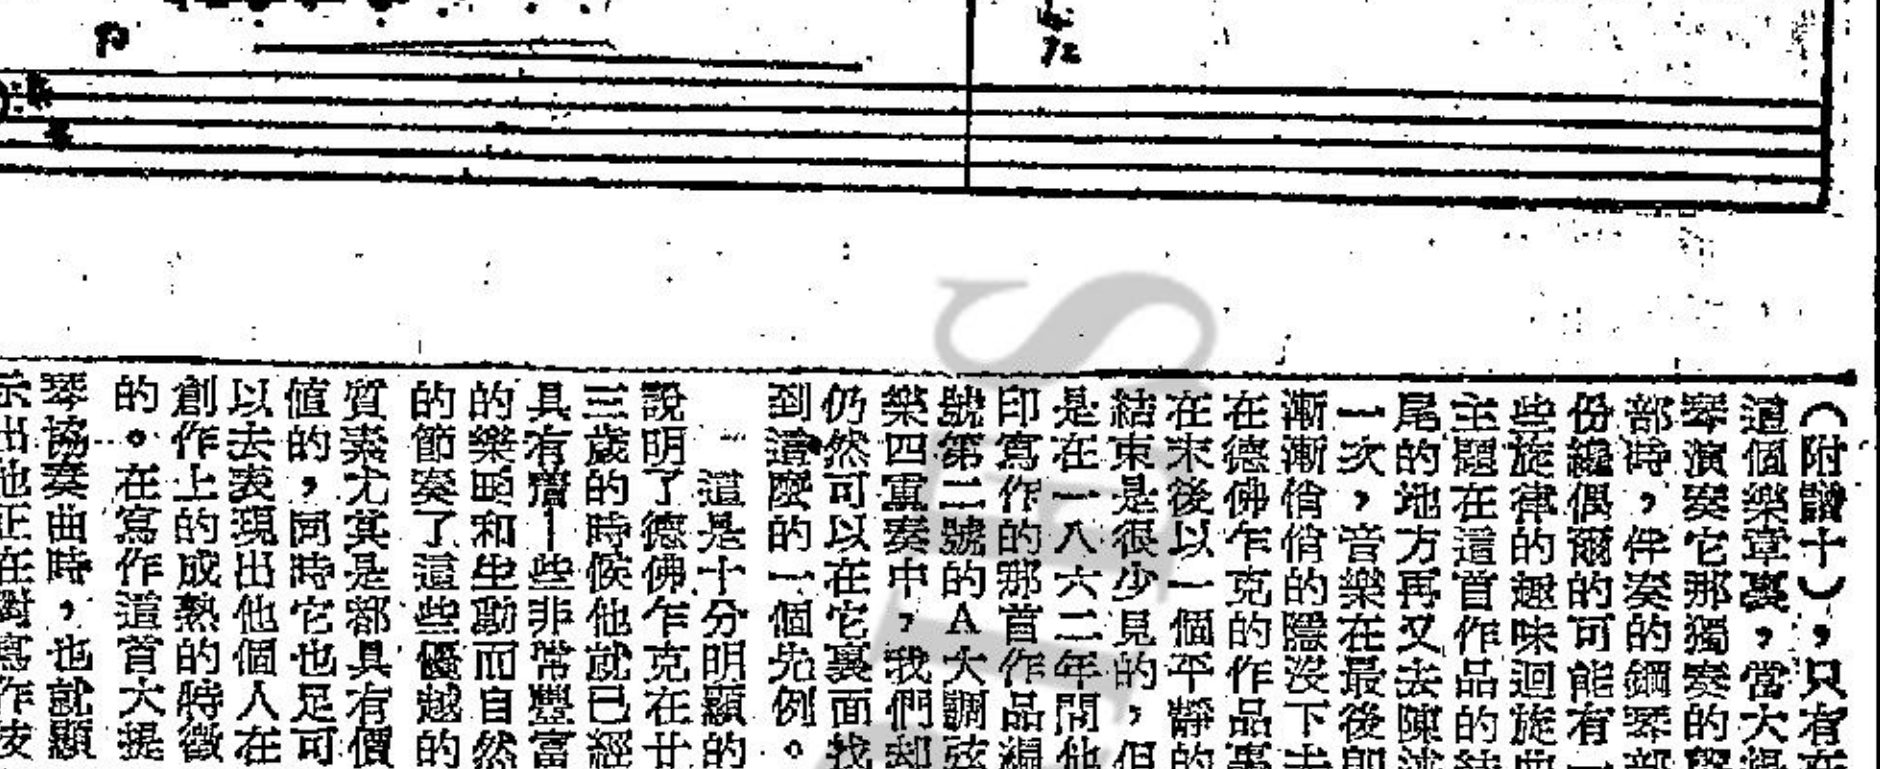 （附譜十），只有在
這個樂章裏，當大提
琴演奏它那獨奏的
部時，伴奏的鋼琴部
份纔偶爾的可能有一
些旋律的趣味迴旋曲
主題在這首作品的結
尾的地方再又去陳述
一次，音樂在最後即
漸漸悄悄的隱沒下去
在德佛乍克的作品裏
在末後以一個平靜的
結束是很少見的，但
是在一八六二年間他
印寫作的那首作品編
號第二號的A大調弦
樂四重奏中，我們却
仍然可以在它裏面找
到這麼的一個先例。
這是十分明顯的
說明了德佛乍克在廿
三歲的時候他就已經
具有着一些非常豐富
的樂思和生動而自然
的節奏了這些優越的
質素尤其是都具有價
值的，同時它也足可
以去表現出他個人在
創作上的成熟的特徵
的。在寫作這首大提
琴協奏曲時，也就顯
示出他正在對寫作